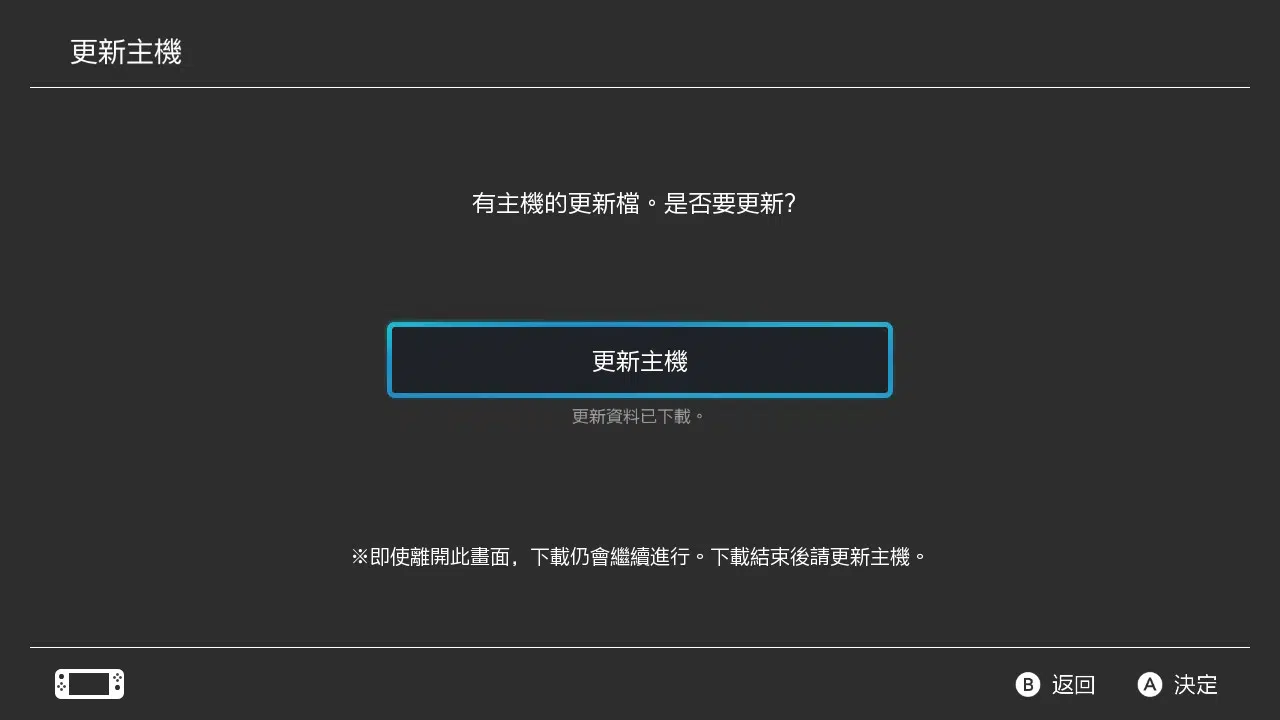 更新主機
有主機的更新檔。是否要更新?
更新主機
更新資料已下載。
※即使離開此畫面，下載仍會繼續進行。下載結束後請更新主機。
B 返回 A 決定